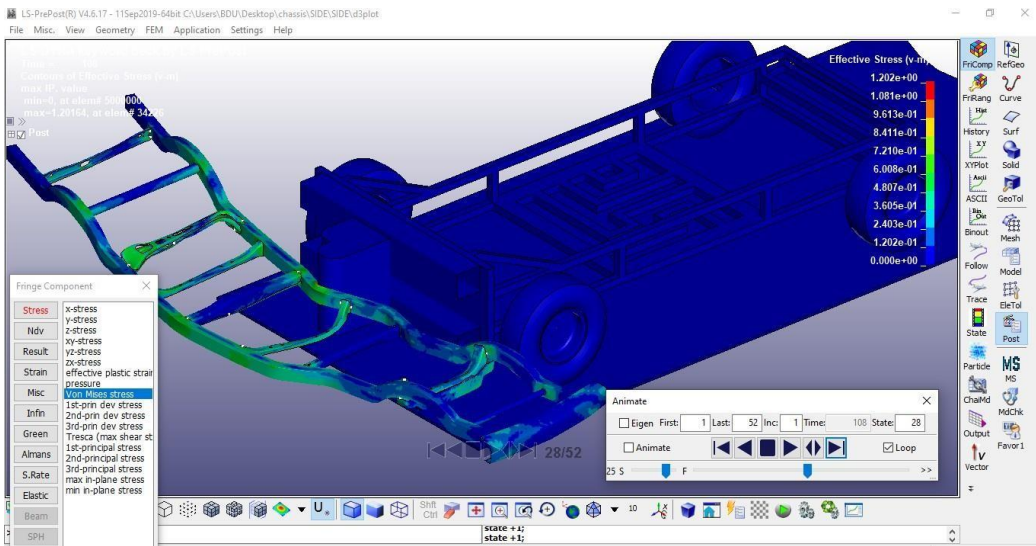 LS-PrePost(R) V4.6.17 - 11Sep2019-64bit C:\Users\BDU\Desktop\chassis\SIDE\SIDE\d3plot
File Misc. View Geometry FEM Application Settings Help
Time = 108
Contours of Effective Stress (v-m)
max IP. value
min=0, at elem# 5000000
max=1.20164, at elem# 34226
Post
Effective Stress (v-m)
1.202e+00
1.081e+00
9.613e-01
8.411e-01
7.210e-01
6.008e-01
4.807e-01
3.605e-01
2.403e-01
1.202e-01
0.000e+00
FriComp RefGeo
FriRang Curve
History Surf
XYPlot Solid
ASCII GeoTol
Binout Mesh
Follow Model
Trace EleTol
State Post
Particle MS
ChaiMd MdChk
Output Favor1
Vector
Fringe Component
Stress
Ndv
Result
Strain
Misc
Infin
Green
Almans
S.Rate
Elastic
Beam
SPH
x-stress
y-stress
z-stress
xy-stress
yz-stress
zx-stress
effective plastic strain
pressure
Von Mises stress
1st-prin dev stress
2nd-prin dev stress
3rd-prin dev stress
Tresca (max shear st
1st-principal stress
2nd-principal stress
3rd-principal stress
max in-plane stress
min in-plane stress
28/52
Animate
Eigen First: 1 Last: 52 Inc: 1 Time: 108 State: 28
Animate Loop
25 S F >>
Shft
Ctrl
10
state +1;
state +1;